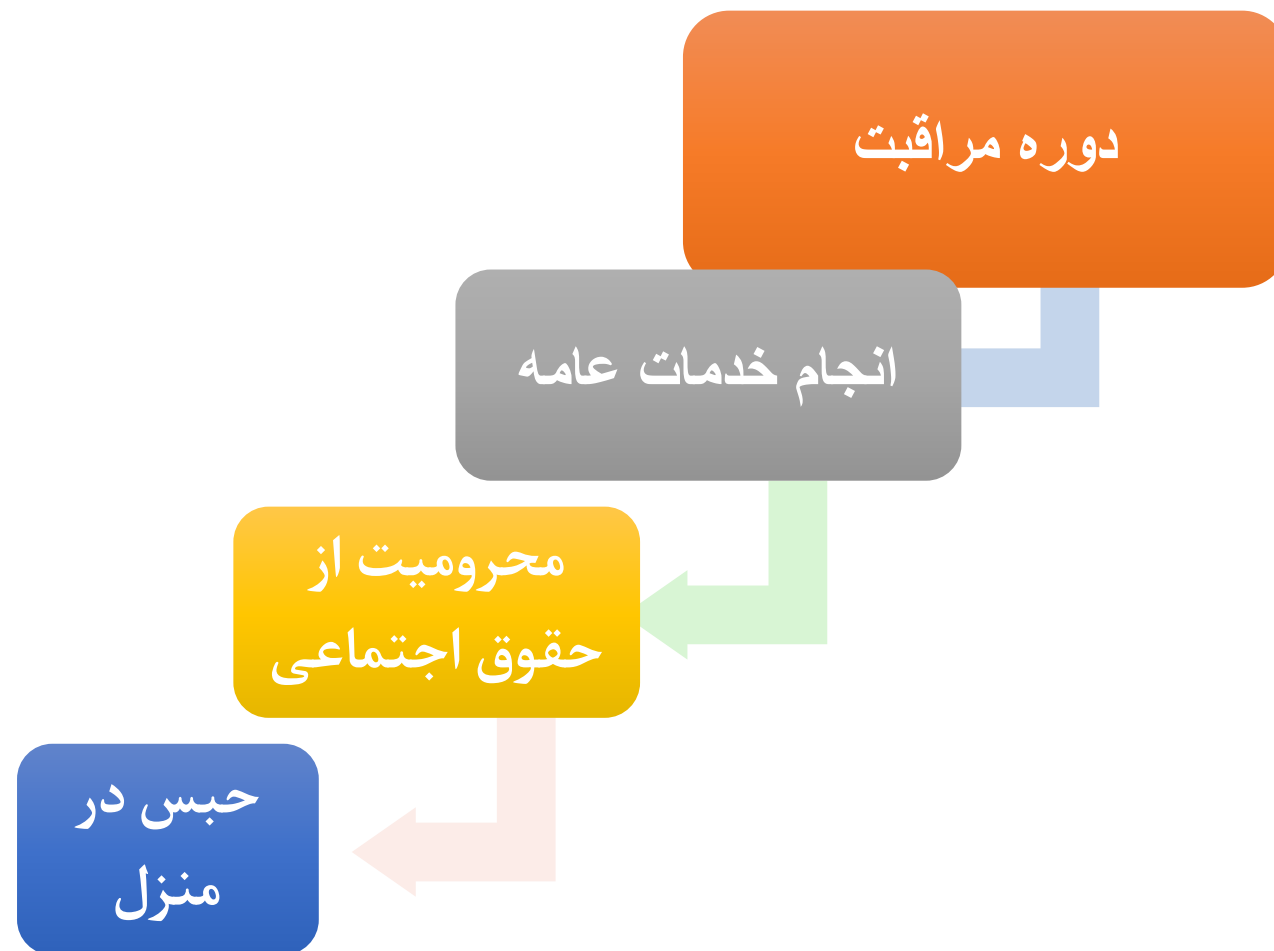 دوره مراقبت
انجام خدمات عامه
محرومیت از
حقوق اجتماعی
حبس در
منزل